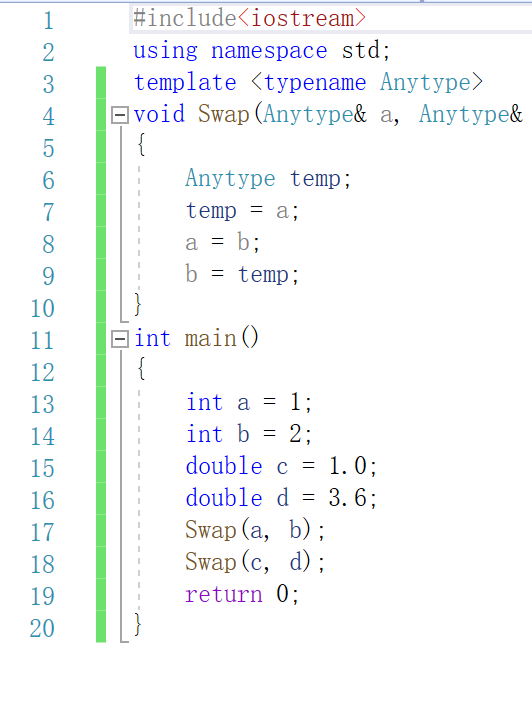 1 #include<iostream>
2 using namespace std;
3 template <typename Anytype>
4 void Swap(Anytype& a, Anytype&
5 {
6 Anytype temp;
7 temp = a;
8 a = b;
9 b = temp;
10 }
11 int main()
12 {
13 int a = 1;
14 int b = 2;
15 double c = 1.0;
16 double d = 3.6;
17 Swap(a, b);
18 Swap(c, d);
19 return 0;
20 }